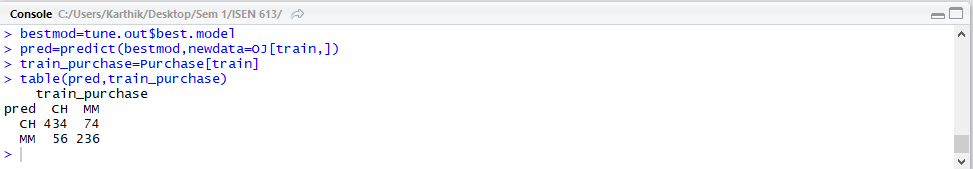 Console C:/Users/Karthik/Desktop/Sem 1/ISEN 613/
> bestmod=tune.out$best.model
> pred=predict(bestmod,newdata=OJ[train,])
> train_purchase=Purchase[train]
> table(pred,train_purchase)
    train_purchase
pred  CH  MM
  CH 434  74
  MM  56 236
>